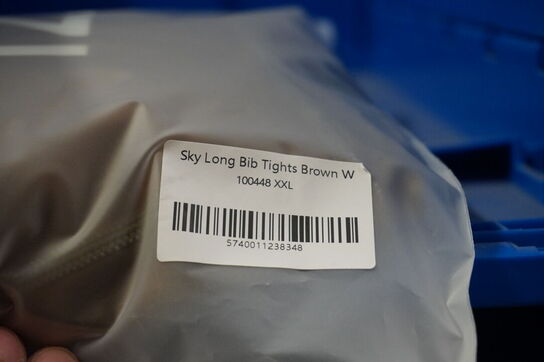 Sky Long Bib Tights Brown W
100448 XXL
5740011238348